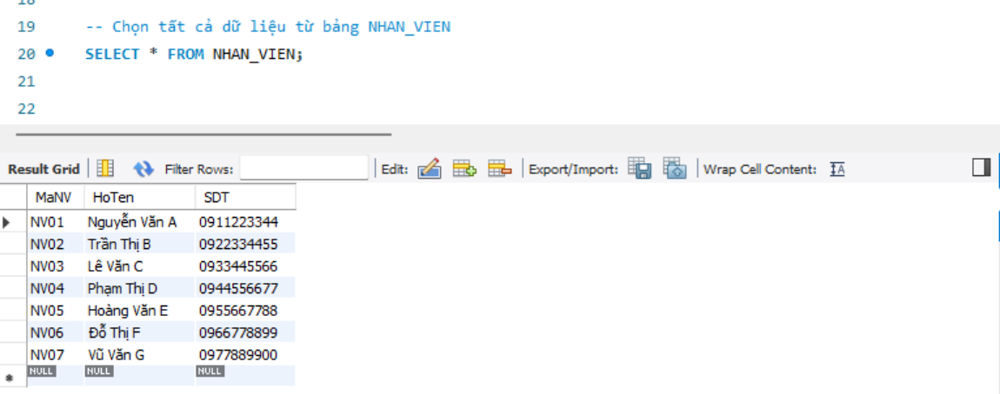 18
19 -- Chọn tất cả dữ liệu từ bảng NHAN_VIEN
20 SELECT * FROM NHAN_VIEN;
21
22
Result Grid Filter Rows: Edit: Export/Import: Wrap Cell Content: IA
MaNV HoTen SDT
NV01 Nguyễn Văn A 0911223344
NV02 Trần Thị B 0922334455
NV03 Lê Văn C 0933445566
NV04 Phạm Thị D 0944556677
NV05 Hoàng Văn E 0955667788
NV06 Đỗ Thị F 0966778899
NV07 Vũ Văn G 0977889900
NULL NULL NULL